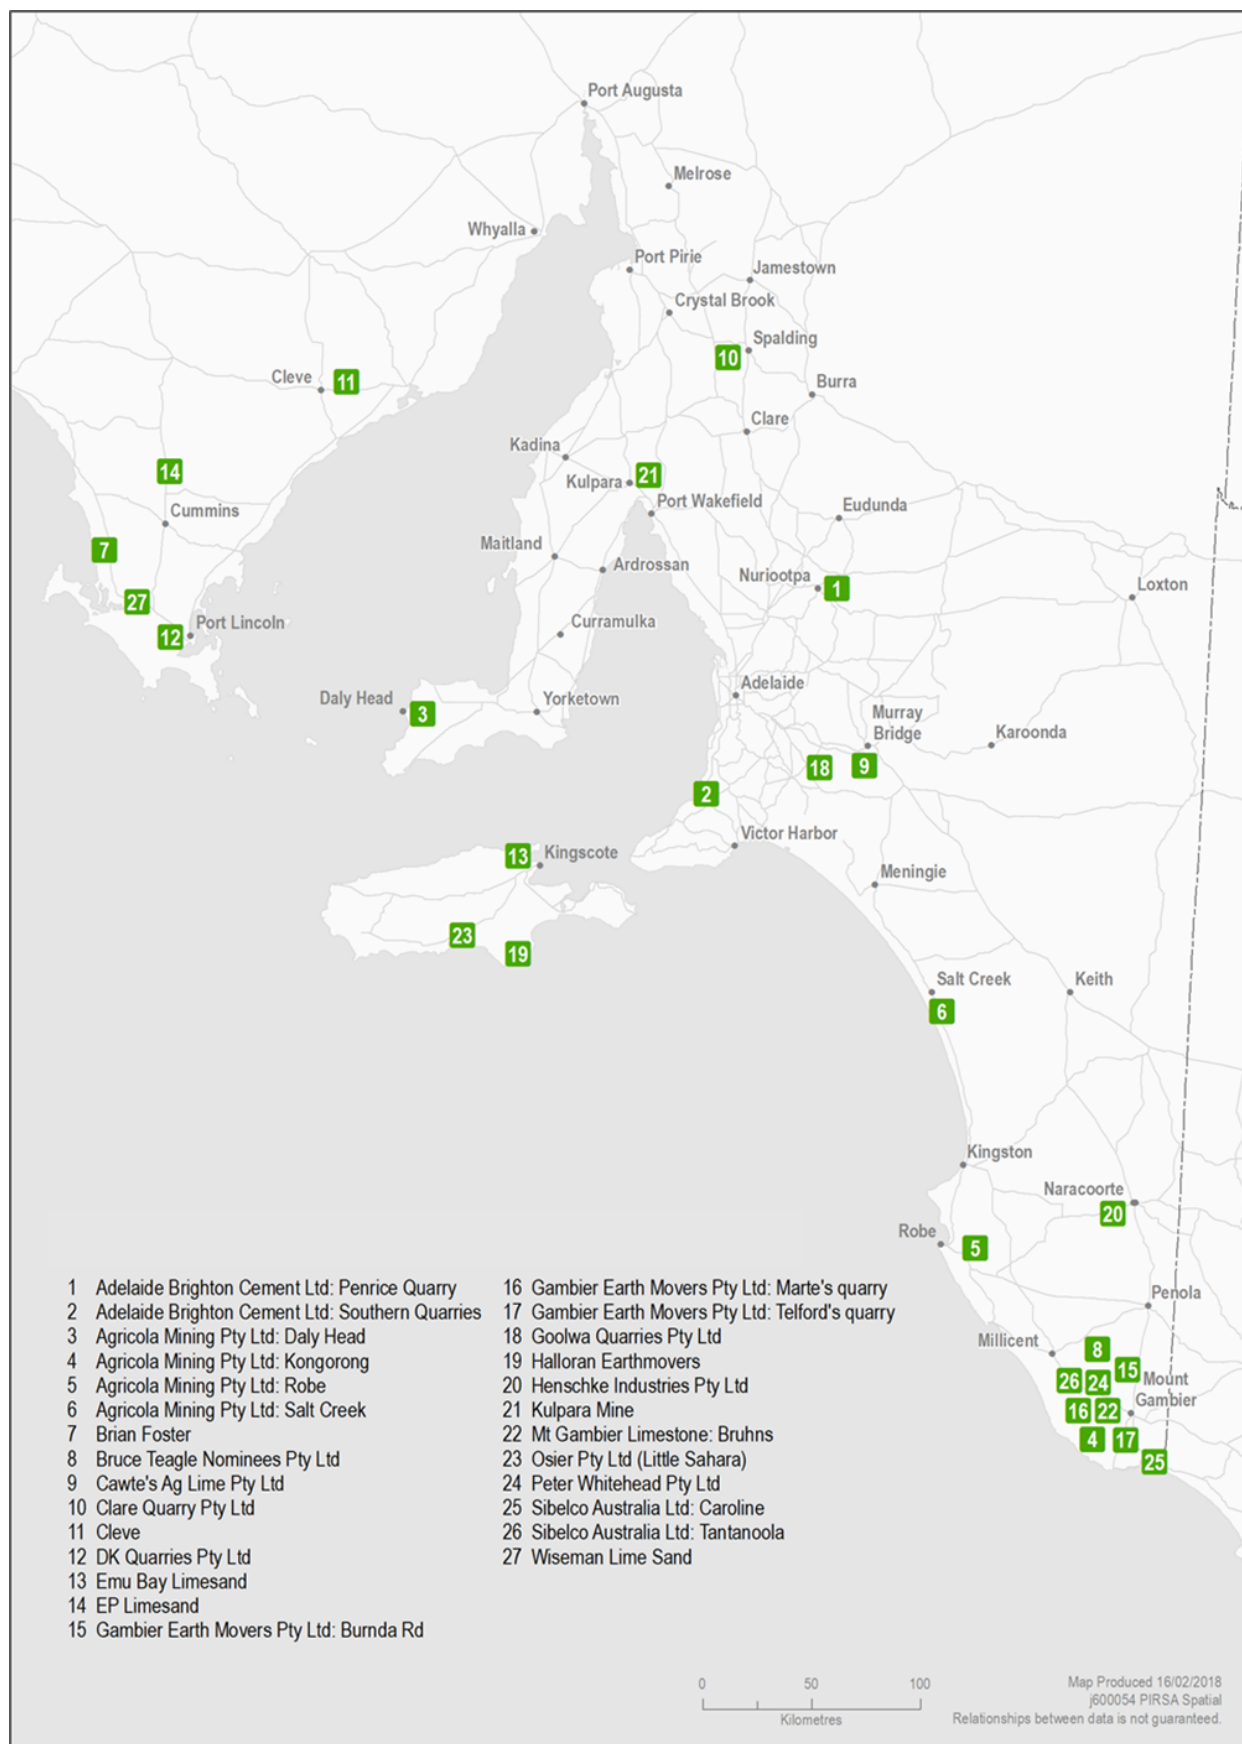 Port Augusta
Melrose
Whyalla
Port Pirie
Jamestown
Crystal Brook
Spalding
10
Cleve
11
Burra
Clare
Kadina
14
21
Kulpara
Port Wakefield
Cummins
Eudunda
7
Maitland
Ardrossan
Nuriootpa
1
Loxton
27
Port Lincoln
12
Curramulka
Adelaide
Daly Head
3
Yorketown
Murray
Bridge
Karoonda
18
9
2
Victor Harbor
13
Kingscote
Meningie
23
19
Salt Creek
Keith
6
Kingston
Naracoorte
20
Robe
5
Penola
Millicent
8
15
26
24
Mount
Gambier
16
22
4
17
25
1 Adelaide Brighton Cement Ltd: Penrice Quarry
2 Adelaide Brighton Cement Ltd: Southern Quarries
3 Agricola Mining Pty Ltd: Daly Head
4 Agricola Mining Pty Ltd: Kongorong
5 Agricola Mining Pty Ltd: Robe
6 Agricola Mining Pty Ltd: Salt Creek
7 Brian Foster
8 Bruce Teagle Nominees Pty Ltd
9 Cawte's Ag Lime Pty Ltd
10 Clare Quarry Pty Ltd
11 Cleve
12 DK Quarries Pty Ltd
13 Emu Bay Limesand
14 EP Limesand
15 Gambier Earth Movers Pty Ltd: Burnda Rd
16 Gambier Earth Movers Pty Ltd: Marte's quarry
17 Gambier Earth Movers Pty Ltd: Telford's quarry
18 Goolwa Quarries Pty Ltd
19 Halloran Earthmovers
20 Henschke Industries Pty Ltd
21 Kulpara Mine
22 Mt Gambier Limestone: Bruhns
23 Osier Pty Ltd (Little Sahara)
24 Peter Whitehead Pty Ltd
25 Sibelco Australia Ltd: Caroline
26 Sibelco Australia Ltd: Tantanoola
27 Wiseman Lime Sand
0 50 100
Kilometres
Map Produced 16/02/2018
j600054 PIRSA Spatial
Relationships between data is not guaranteed.